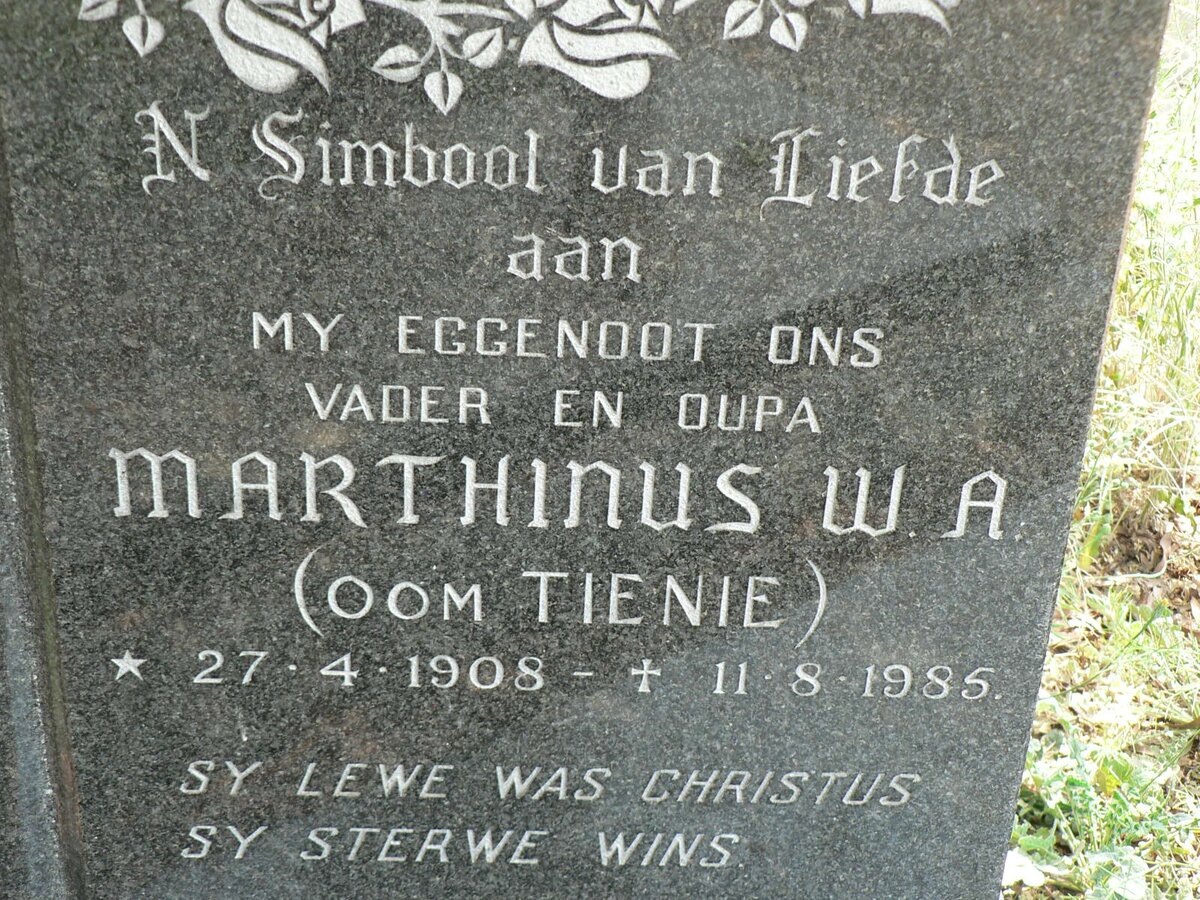 N Simbool van Liefde
aan
MY EGGENOOT ONS
VADER EN OUPA
MARTHINUS W. A.
(OOM TIENIE)
★ 27·4·1908 – ✝ 11·8·1985.
SY LEWE WAS CHRISTUS
SY STERWE WINS.